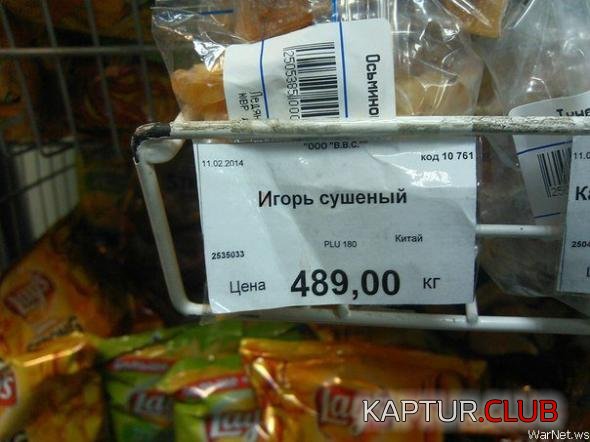 Осьмино
250538500000
ООО "В.В.С."
11.02.2014
код 10 761
Игорь сушеный
PLU 180
Китай
2535033
Цена 489,00 кг
Lay's
KAPTUR.CLUB
WarNet.ws